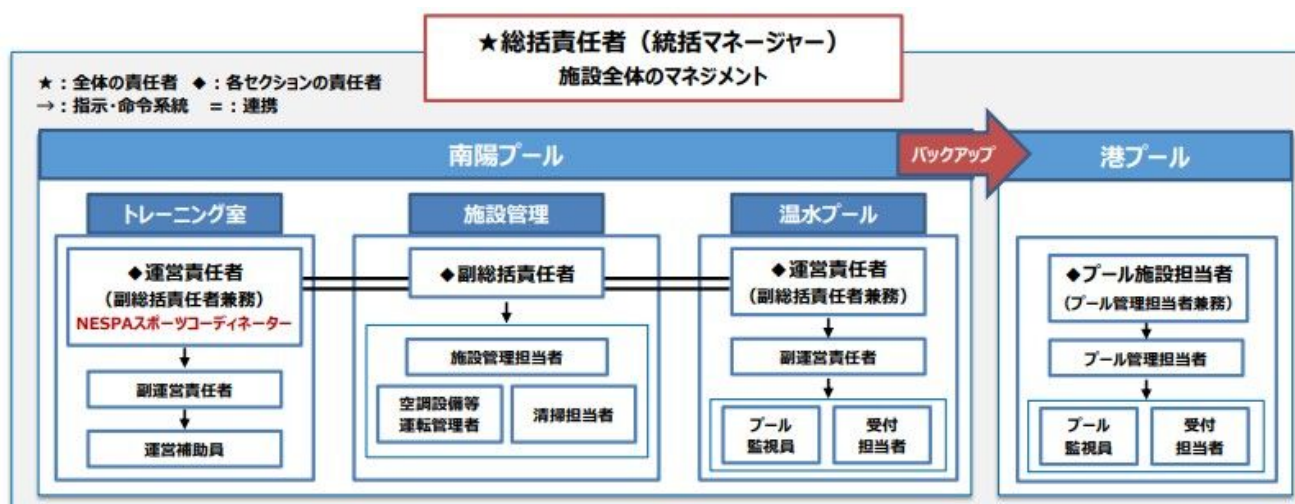 ★総括責任者（統括マネージャー）
施設全体のマネジメント
★：全体の責任者　◆：各セクションの責任者
→：指示・命令系統　＝：連携
南陽プール
バックアップ
港プール
トレーニング室
◆運営責任者
（副総括責任者兼務）
NESPAスポーツコーディネーター
副運営責任者
運営補助員
施設管理
◆副総括責任者
施設管理担当者
空調設備等
運転管理者
清掃担当者
温水プール
◆運営責任者
（副総括責任者兼務）
副運営責任者
プール
監視員
受付
担当者
◆プール施設担当者
（プール管理担当者兼務）
プール管理担当者
プール
監視員
受付
担当者